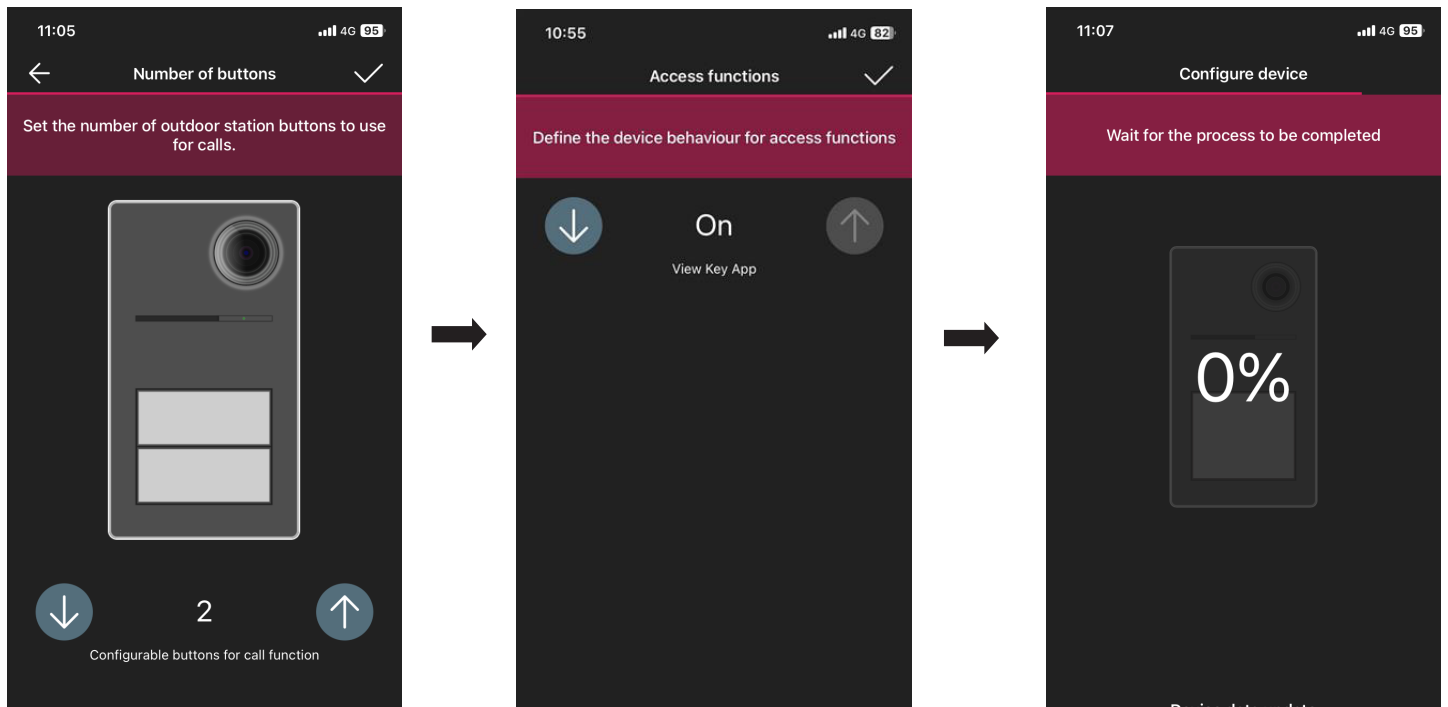 11:05
4G 95
Number of buttons
Set the number of outdoor station buttons to use
for calls.
2
Configurable buttons for call function
10:55
4G 82
Access functions
Define the device behaviour for access functions
On
View Key App
11:07
4G 95
Configure device
Wait for the process to be completed
0%